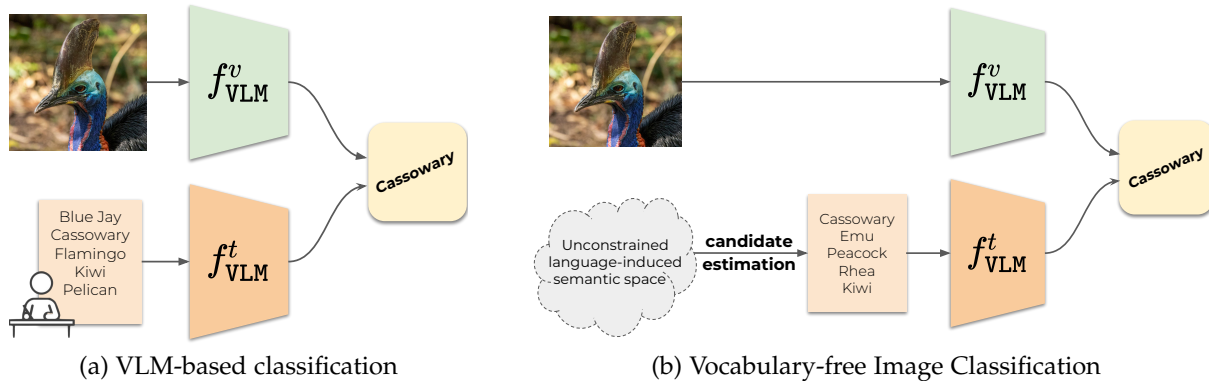 f^v_VLM
Cassowary
Blue Jay
Cassowary
Flamingo
Kiwi
Pelican
f^t_VLM
(a) VLM-based classification
f^v_VLM
Cassowary
Unconstrained
language-induced
semantic space
candidate
estimation
Cassowary
Emu
Peacock
Rhea
Kiwi
f^t_VLM
(b) Vocabulary-free Image Classification